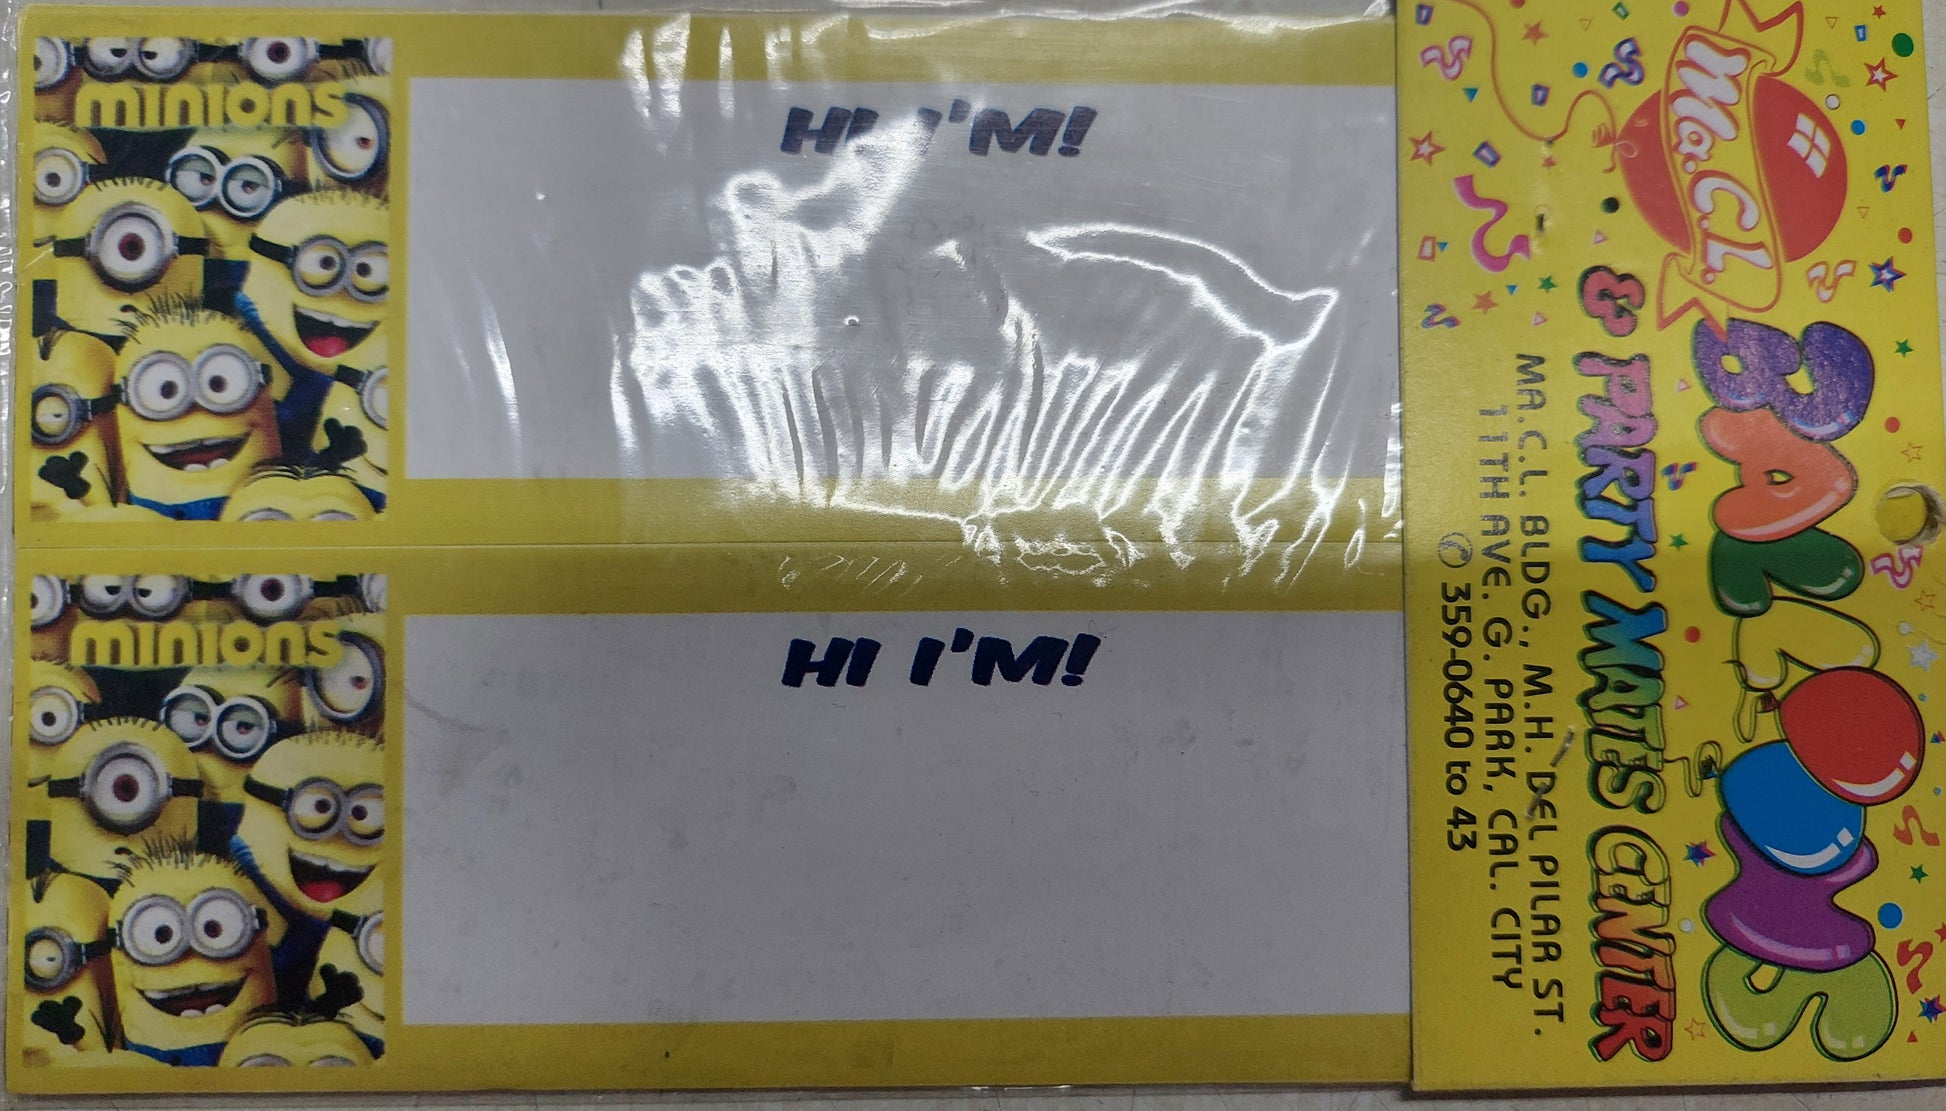 minions
HI I'M!
minions
HI I'M!
Ma.C.L.
BALLOONS
& PARTY MATES CENTER
MA.C.L. BLDG., M.H. DEL PILAR ST.
11TH AVE. G. PARK, CAL. CITY
✆ 359-0640 to 43